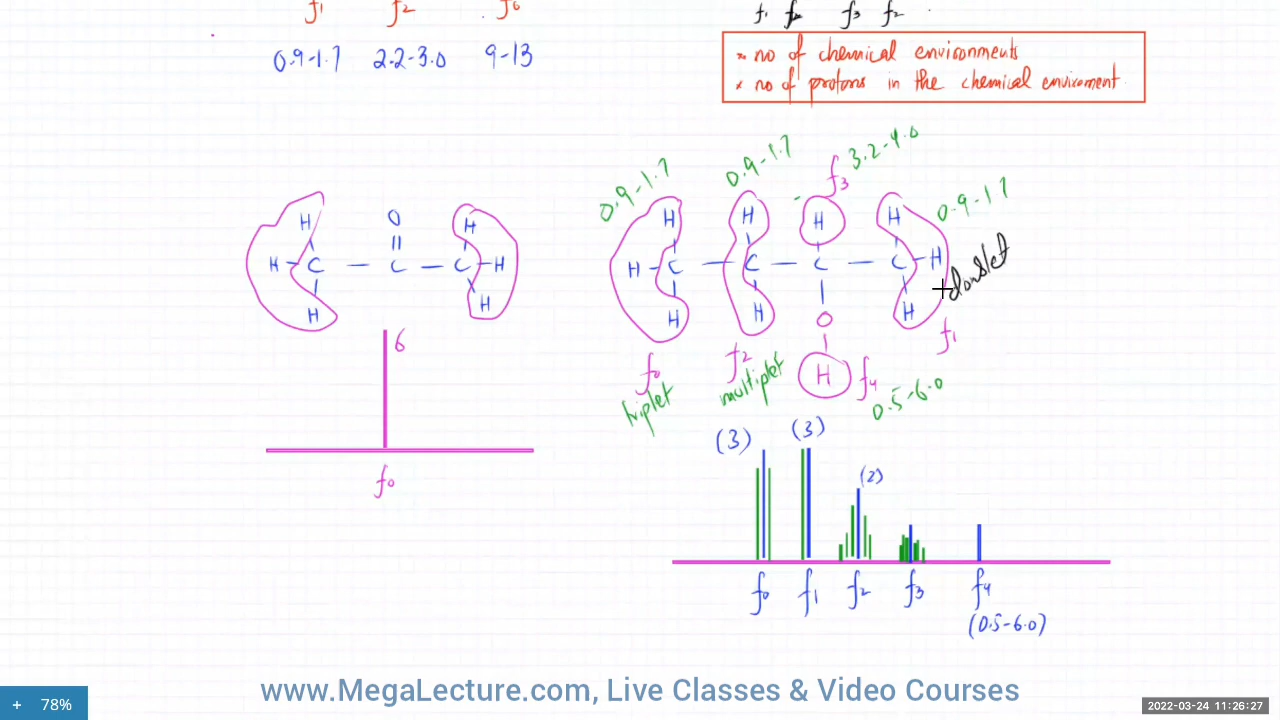 f₁ f₂ f₆
0.9-1.7 2.2-3.0 9-13
f₁ f₂ f₃ f₂
* no of chemical environments
* no of protons in the chemical environment
0.9-1.7 0.9-1.7 f₃ 3.2-4.0 0.9-1.7
H O H
H - C - C - C - H
H H
H H H H
H - C - C - C - C - H
H H O H
H
doublet
f₀ f₂ f₄ f₁
triplet multiplet 0.5-6.0
6
f₀
(3) (3) (2)
f₀ f₁ f₂ f₃ f₄
(0.5-6.0)
www.MegaLecture.com, Live Classes & Video Courses
+ 78%
2022-03-24 11:26:27